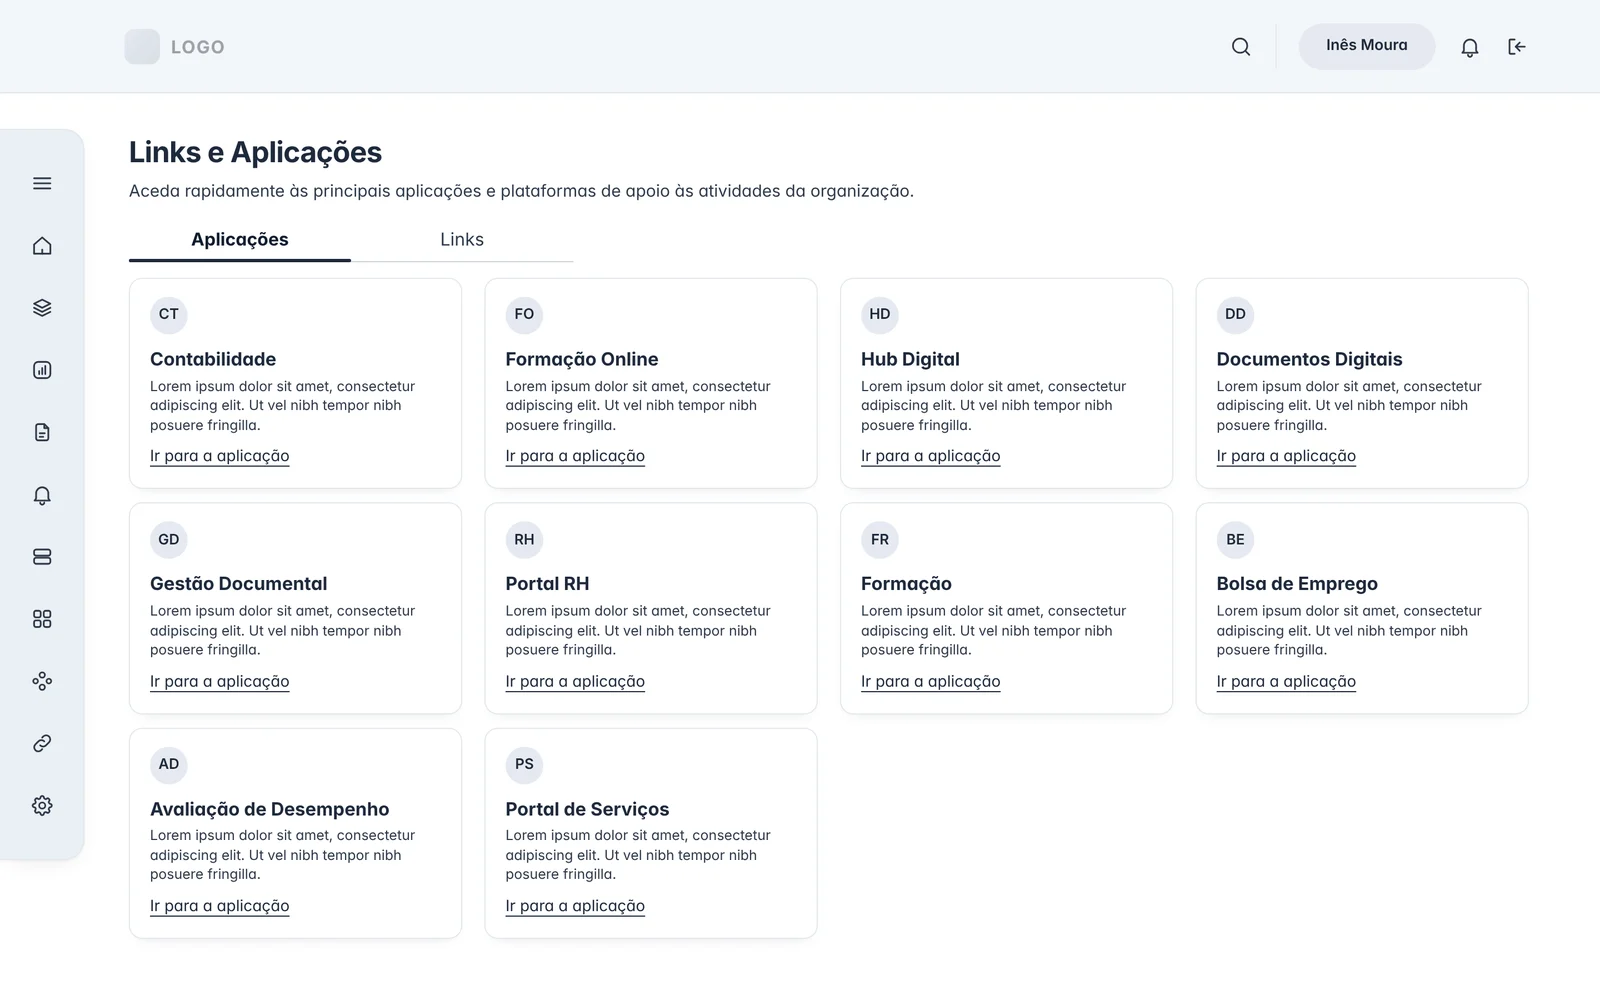 LOGO
Inês Moura
Links e Aplicações
Aceda rapidamente às principais aplicações e plataformas de apoio às atividades da organização.
Aplicações
Links
CT
Contabilidade
Lorem ipsum dolor sit amet, consectetur
adipiscing elit. Ut vel nibh tempor nibh
posuere fringilla.
Ir para a aplicação
FO
Formação Online
Lorem ipsum dolor sit amet, consectetur
adipiscing elit. Ut vel nibh tempor nibh
posuere fringilla.
Ir para a aplicação
HD
Hub Digital
Lorem ipsum dolor sit amet, consectetur
adipiscing elit. Ut vel nibh tempor nibh
posuere fringilla.
Ir para a aplicação
DD
Documentos Digitais
Lorem ipsum dolor sit amet, consectetur
adipiscing elit. Ut vel nibh tempor nibh
posuere fringilla.
Ir para a aplicação
GD
Gestão Documental
Lorem ipsum dolor sit amet, consectetur
adipiscing elit. Ut vel nibh tempor nibh
posuere fringilla.
Ir para a aplicação
RH
Portal RH
Lorem ipsum dolor sit amet, consectetur
adipiscing elit. Ut vel nibh tempor nibh
posuere fringilla.
Ir para a aplicação
FR
Formação
Lorem ipsum dolor sit amet, consectetur
adipiscing elit. Ut vel nibh tempor nibh
posuere fringilla.
Ir para a aplicação
BE
Bolsa de Emprego
Lorem ipsum dolor sit amet, consectetur
adipiscing elit. Ut vel nibh tempor nibh
posuere fringilla.
Ir para a aplicação
AD
Avaliação de Desempenho
Lorem ipsum dolor sit amet, consectetur
adipiscing elit. Ut vel nibh tempor nibh
posuere fringilla.
Ir para a aplicação
PS
Portal de Serviços
Lorem ipsum dolor sit amet, consectetur
adipiscing elit. Ut vel nibh tempor nibh
posuere fringilla.
Ir para a aplicação